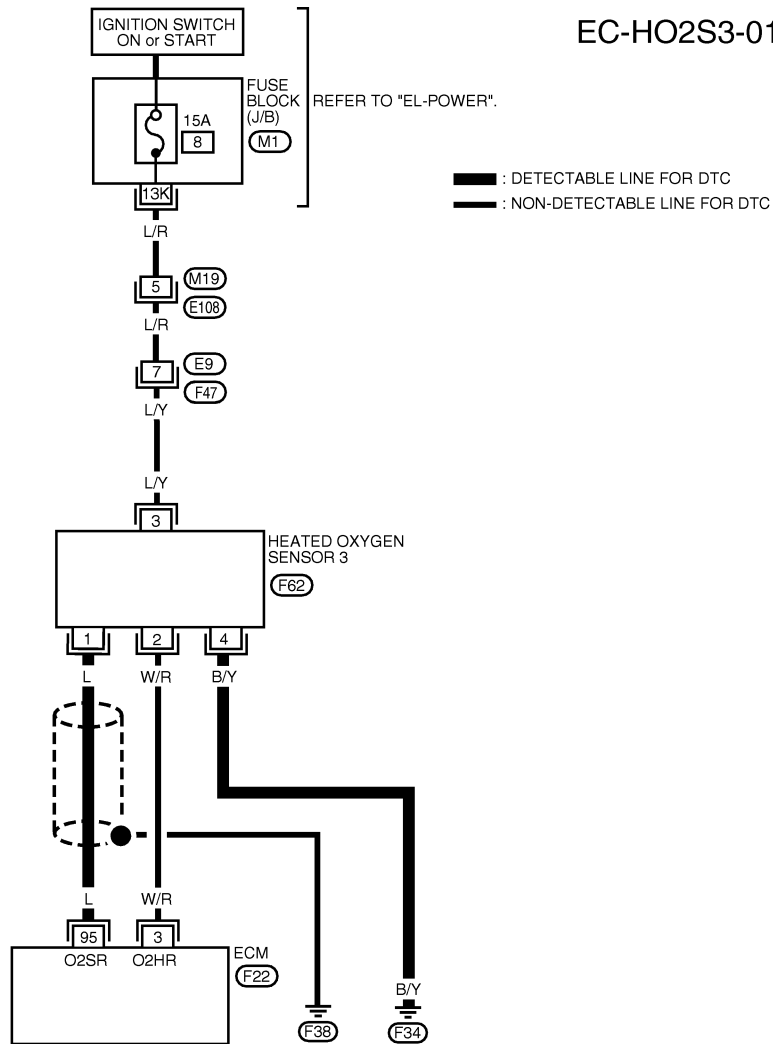 EC-HO2S3-01
IGNITION SWITCH
ON or START
FUSE
BLOCK
(J/B)
REFER TO "EL-POWER".
15A
8
M1
13K
: DETECTABLE LINE FOR DTC
: NON-DETECTABLE LINE FOR DTC
L/R
5
M19
E108
L/R
7
E9
F47
L/Y
L/Y
3
HEATED OXYGEN
SENSOR 3
F62
1
2
4
L
W/R
B/Y
L
W/R
95
3
ECM
O2SR
O2HR
F22
B/Y
F38
F34